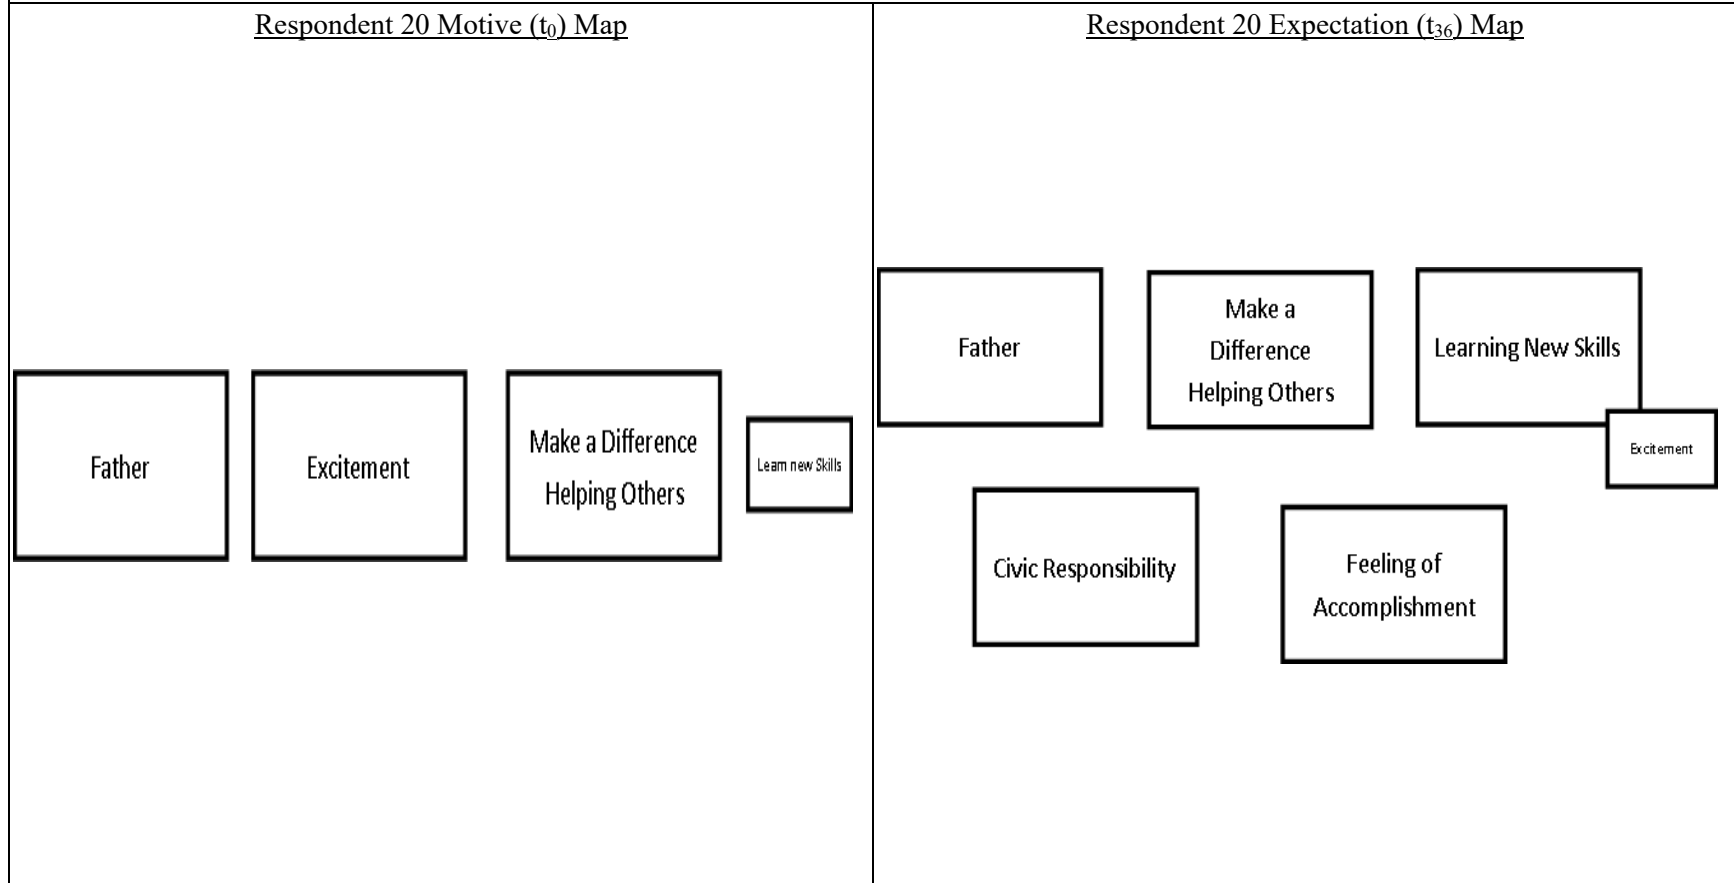 Respondent 20 Motive (t0) Map
Father
Excitement
Make a Difference
Helping Others
Learn new Skills
Respondent 20 Expectation (t36) Map
Father
Make a
Difference
Helping Others
Learning New Skills
Excitement
Civic Responsibility
Feeling of
Accomplishment